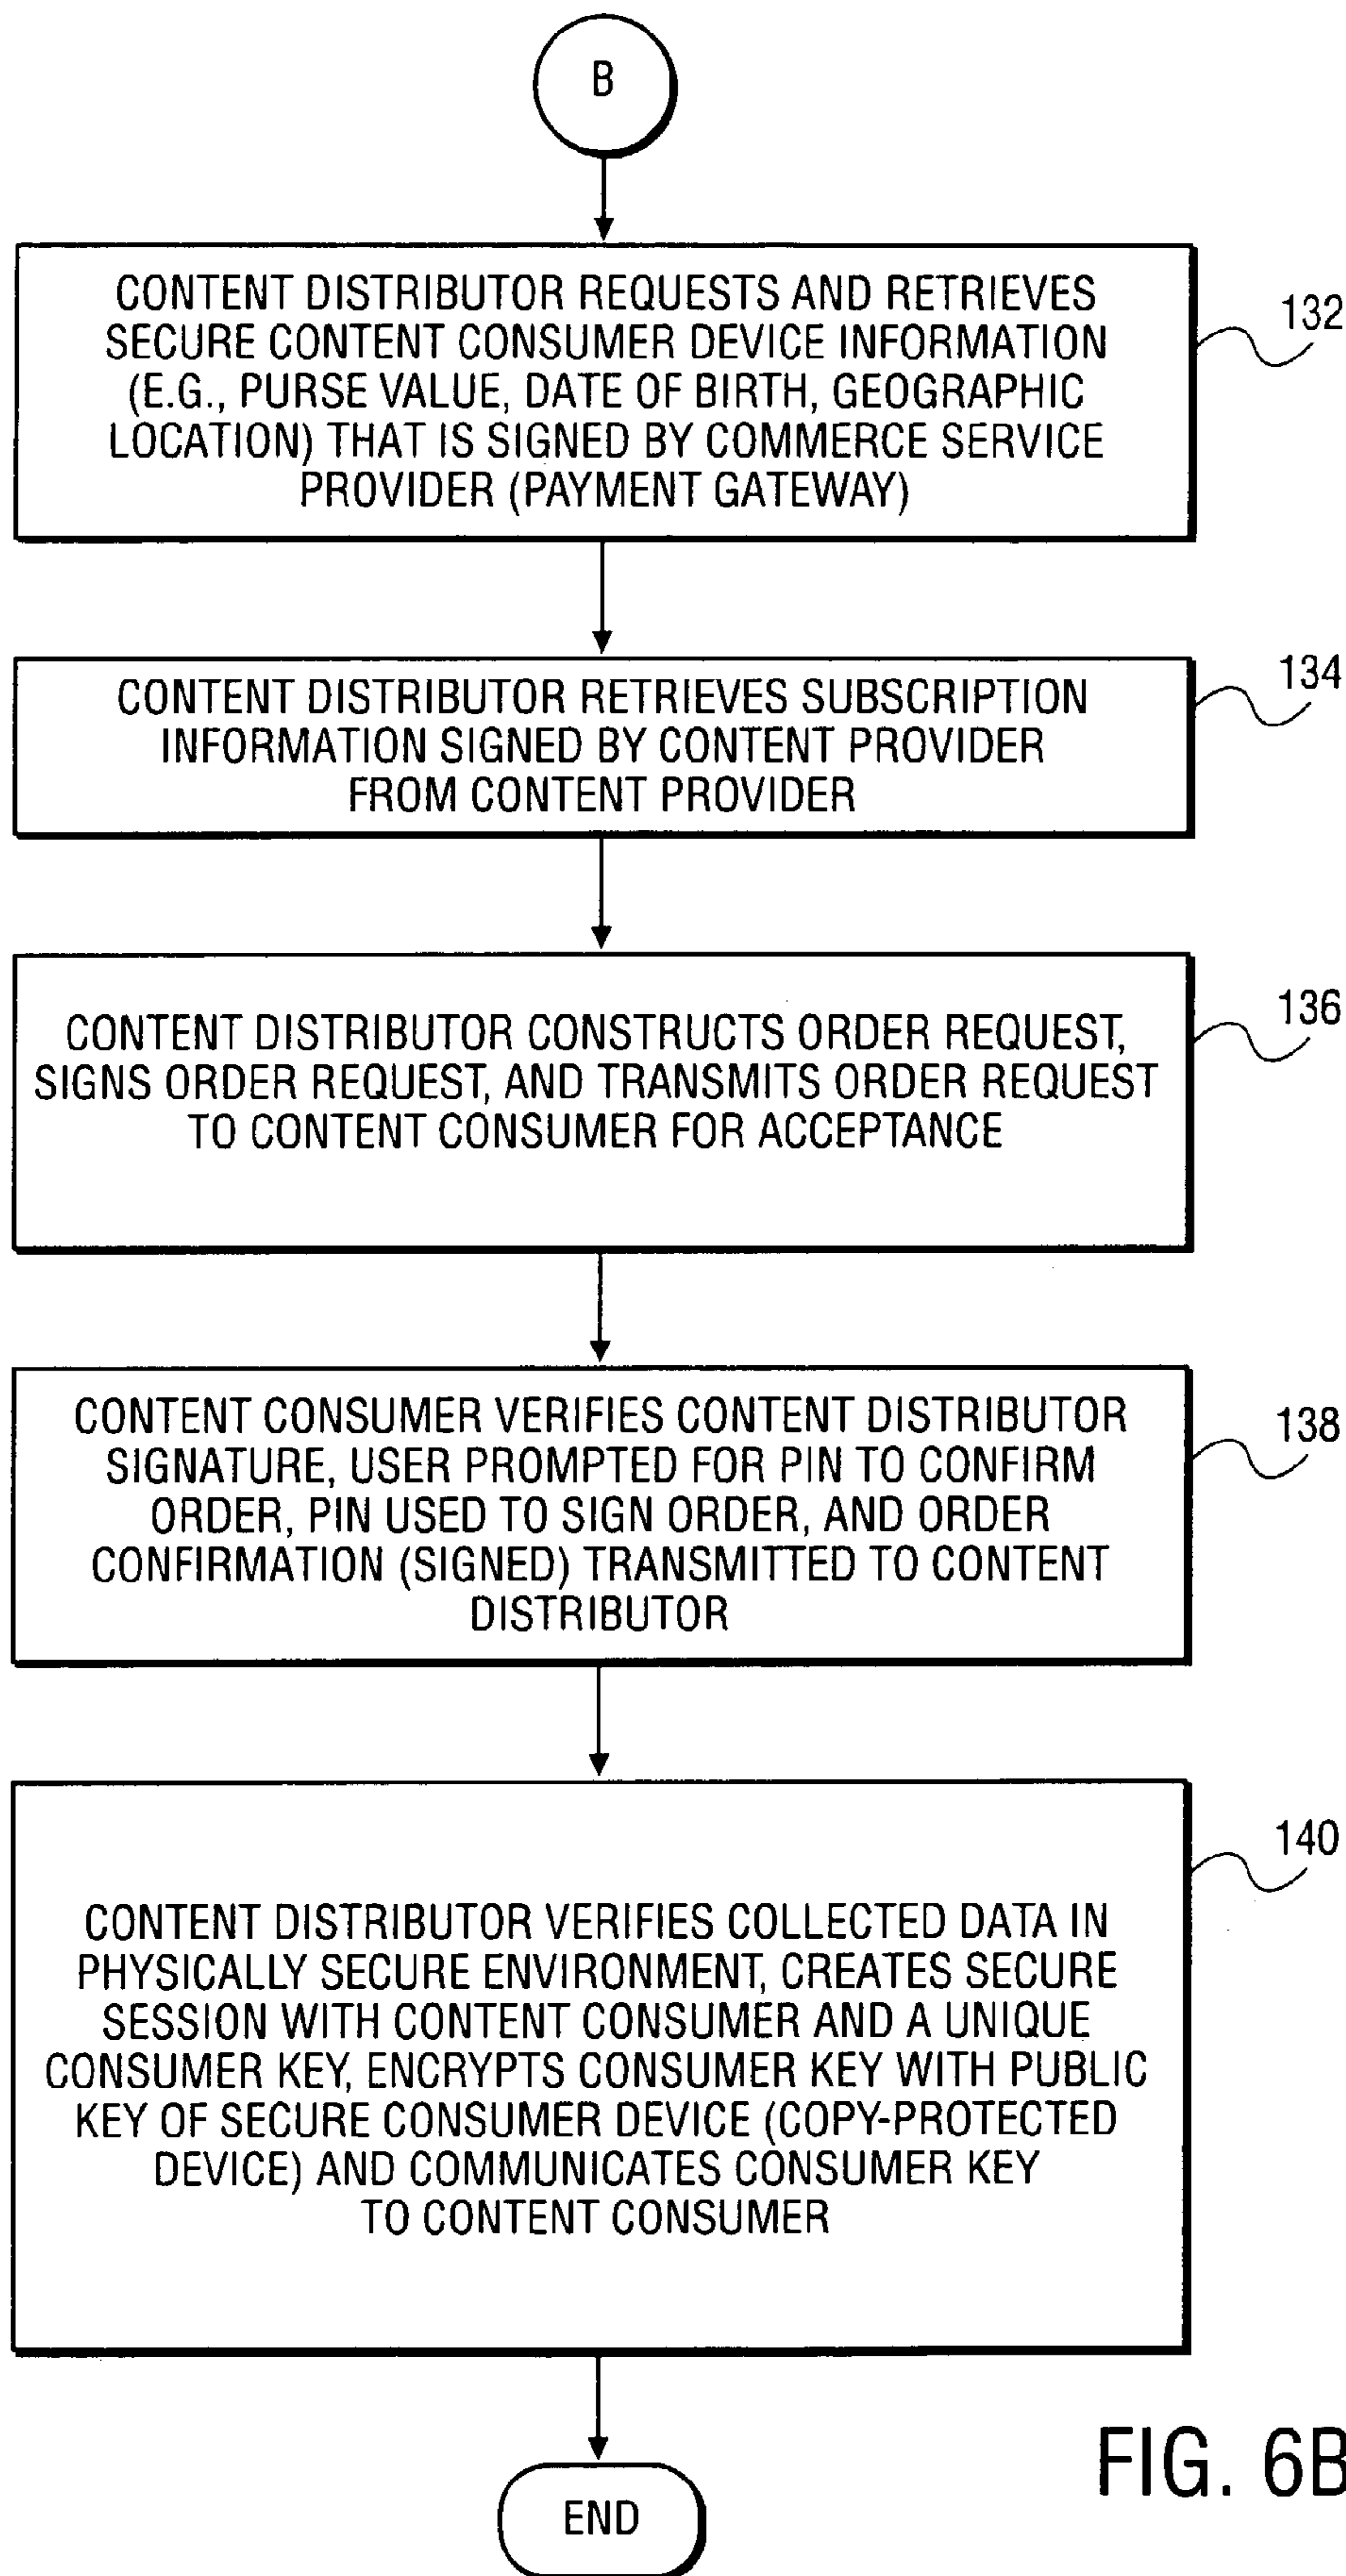 B
CONTENT DISTRIBUTOR REQUESTS AND RETRIEVES
SECURE CONTENT CONSUMER DEVICE INFORMATION
(E.G., PURSE VALUE, DATE OF BIRTH, GEOGRAPHIC
LOCATION) THAT IS SIGNED BY COMMERCE SERVICE
PROVIDER (PAYMENT GATEWAY)
132
CONTENT DISTRIBUTOR RETRIEVES SUBSCRIPTION
INFORMATION SIGNED BY CONTENT PROVIDER
FROM CONTENT PROVIDER
134
CONTENT DISTRIBUTOR CONSTRUCTS ORDER REQUEST,
SIGNS ORDER REQUEST, AND TRANSMITS ORDER REQUEST
TO CONTENT CONSUMER FOR ACCEPTANCE
136
CONTENT CONSUMER VERIFIES CONTENT DISTRIBUTOR
SIGNATURE, USER PROMPTED FOR PIN TO CONFIRM
ORDER, PIN USED TO SIGN ORDER, AND ORDER
CONFIRMATION (SIGNED) TRANSMITTED TO CONTENT
DISTRIBUTOR
138
CONTENT DISTRIBUTOR VERIFIES COLLECTED DATA IN
PHYSICALLY SECURE ENVIRONMENT, CREATES SECURE
SESSION WITH CONTENT CONSUMER AND A UNIQUE
CONSUMER KEY, ENCRYPTS CONSUMER KEY WITH PUBLIC
KEY OF SECURE CONSUMER DEVICE (COPY-PROTECTED
DEVICE) AND COMMUNICATES CONSUMER KEY
TO CONTENT CONSUMER
140
END
FIG. 6B